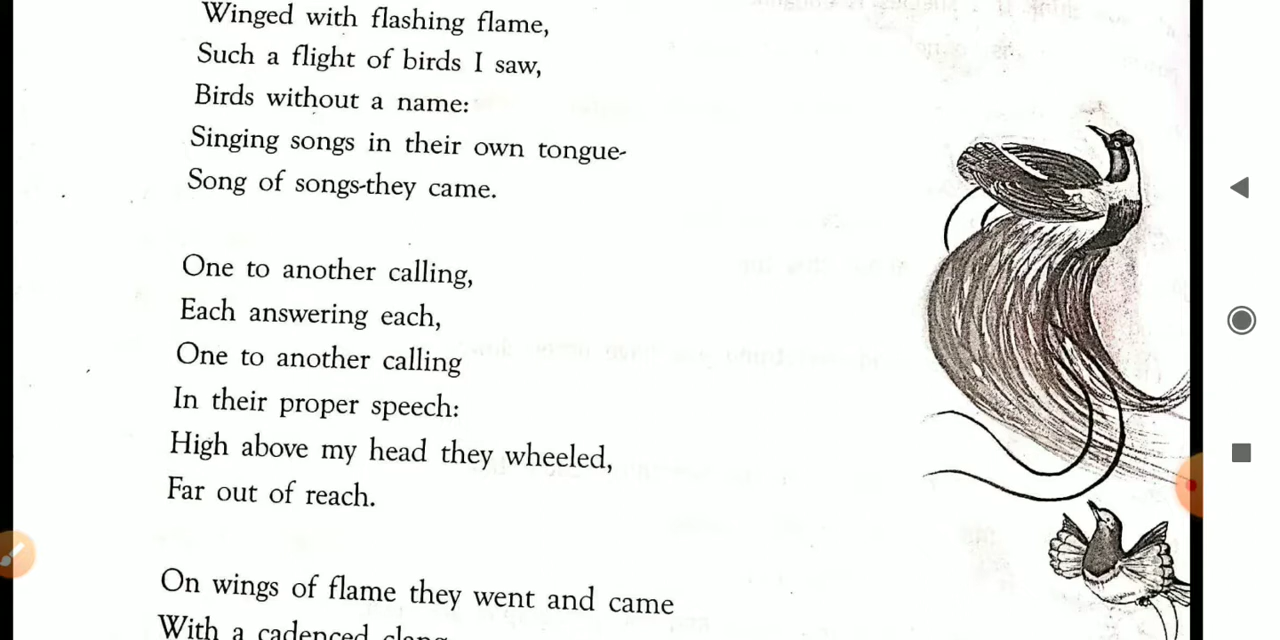 Winged with flashing flame,
Such a flight of birds I saw,
Birds without a name:
Singing songs in their own tongue-
Song of songs-they came.
One to another calling,
Each answering each,
One to another calling
In their proper speech:
High above my head they wheeled,
Far out of reach.
On wings of flame they went and came
With a cadenced clang